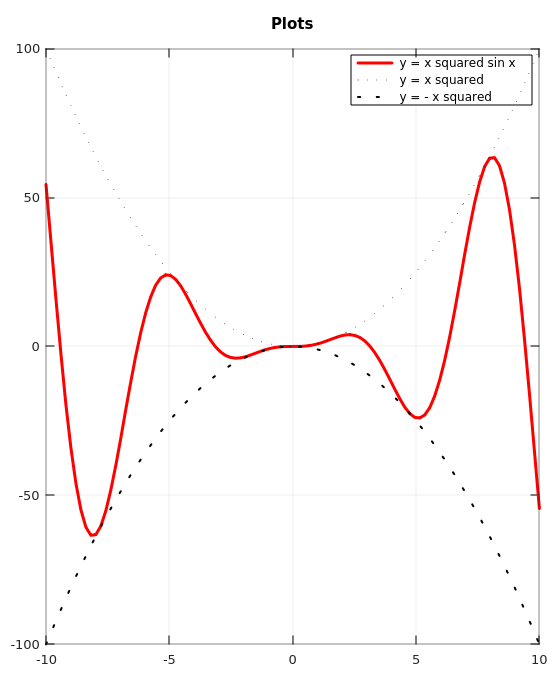 Plots
y = x squared sin x
y = x squared
y = - x squared
100
50
0
-50
-100
-10 -5 0 5 10